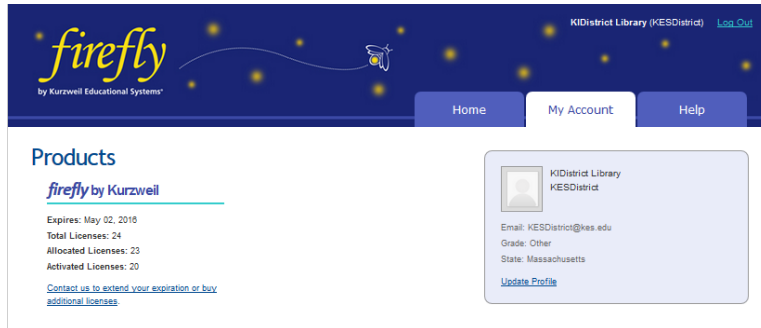 KIDistrict Library (KESDistrict) Log Out
firefly
by Kurzweil Educational Systems®
Home My Account Help
Products
firefly by Kurzweil
Expires: May 02, 2016
Total Licenses: 24
Allocated Licenses: 23
Activated Licenses: 20
Contact us to extend your expiration or buy
additional licenses.
KIDistrict Library
KESDistrict
Email: KESDistrict@kes.edu
Grade: Other
State: Massachusetts
Update Profile